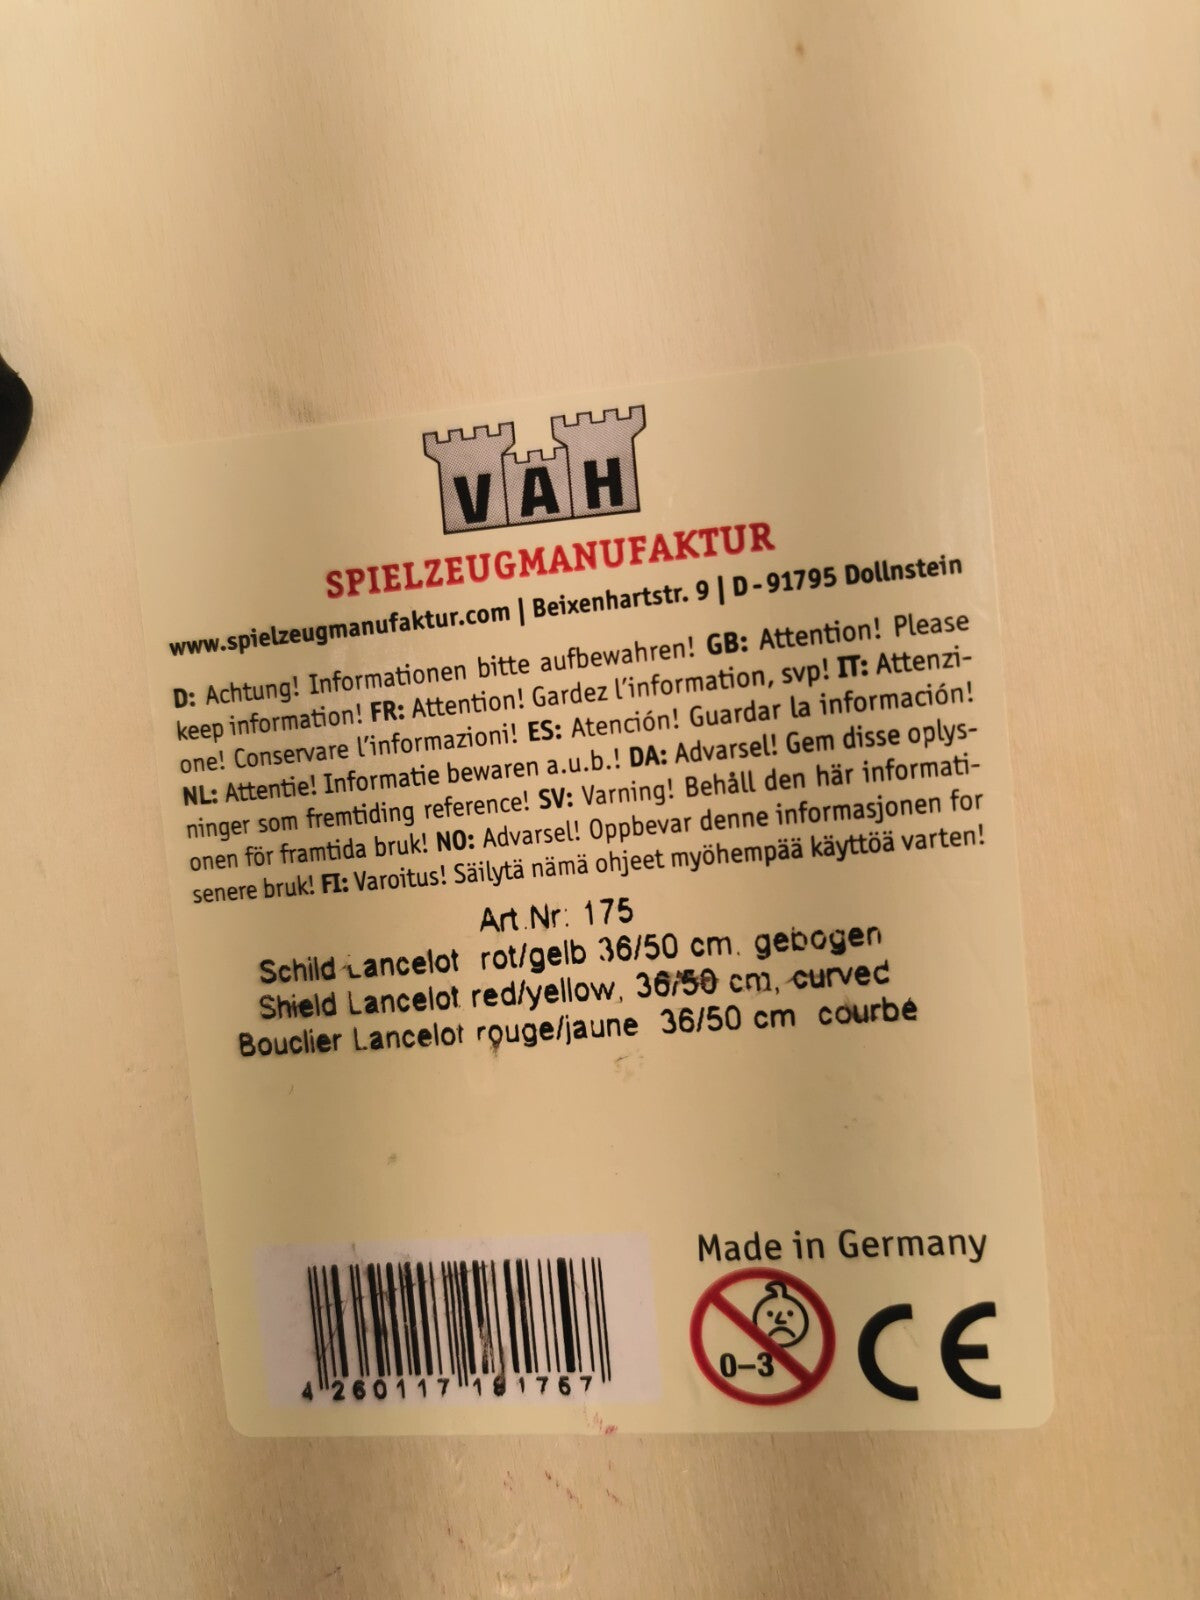 VAH
SPIELZEUGMANUFAKTUR
www.spielzeugmanufaktur.com | Beixenhartstr. 9 | D-91795 Dollnstein
D: Achtung! Informationen bitte aufbewahren! GB: Attention! Please
keep information! FR: Attention! Gardez l'information, svp! IT: Attenzi-
one! Conservare l'informazioni! ES: Atención! Guardar la información!
NL: Attentie! Informatie bewaren a.u.b.! DA: Advarsel! Gem disse oplys-
ninger som fremtiding reference! SV: Varning! Behåll den här informati-
onen för framtida bruk! NO: Advarsel! Oppbevar denne informasjonen for
senere bruk! FI: Varoitus! Säilytä nämä ohjeet myöhempää käyttöä varten!
Art.Nr: 175
Schild Lancelot rot/gelb 36/50 cm, gebogen
Shield Lancelot red/yellow, 36/50 cm, curved
Bouclier Lancelot rouge/jaune 36/50 cm courbé
Made in Germany
0-3
CE
4 260117 181757